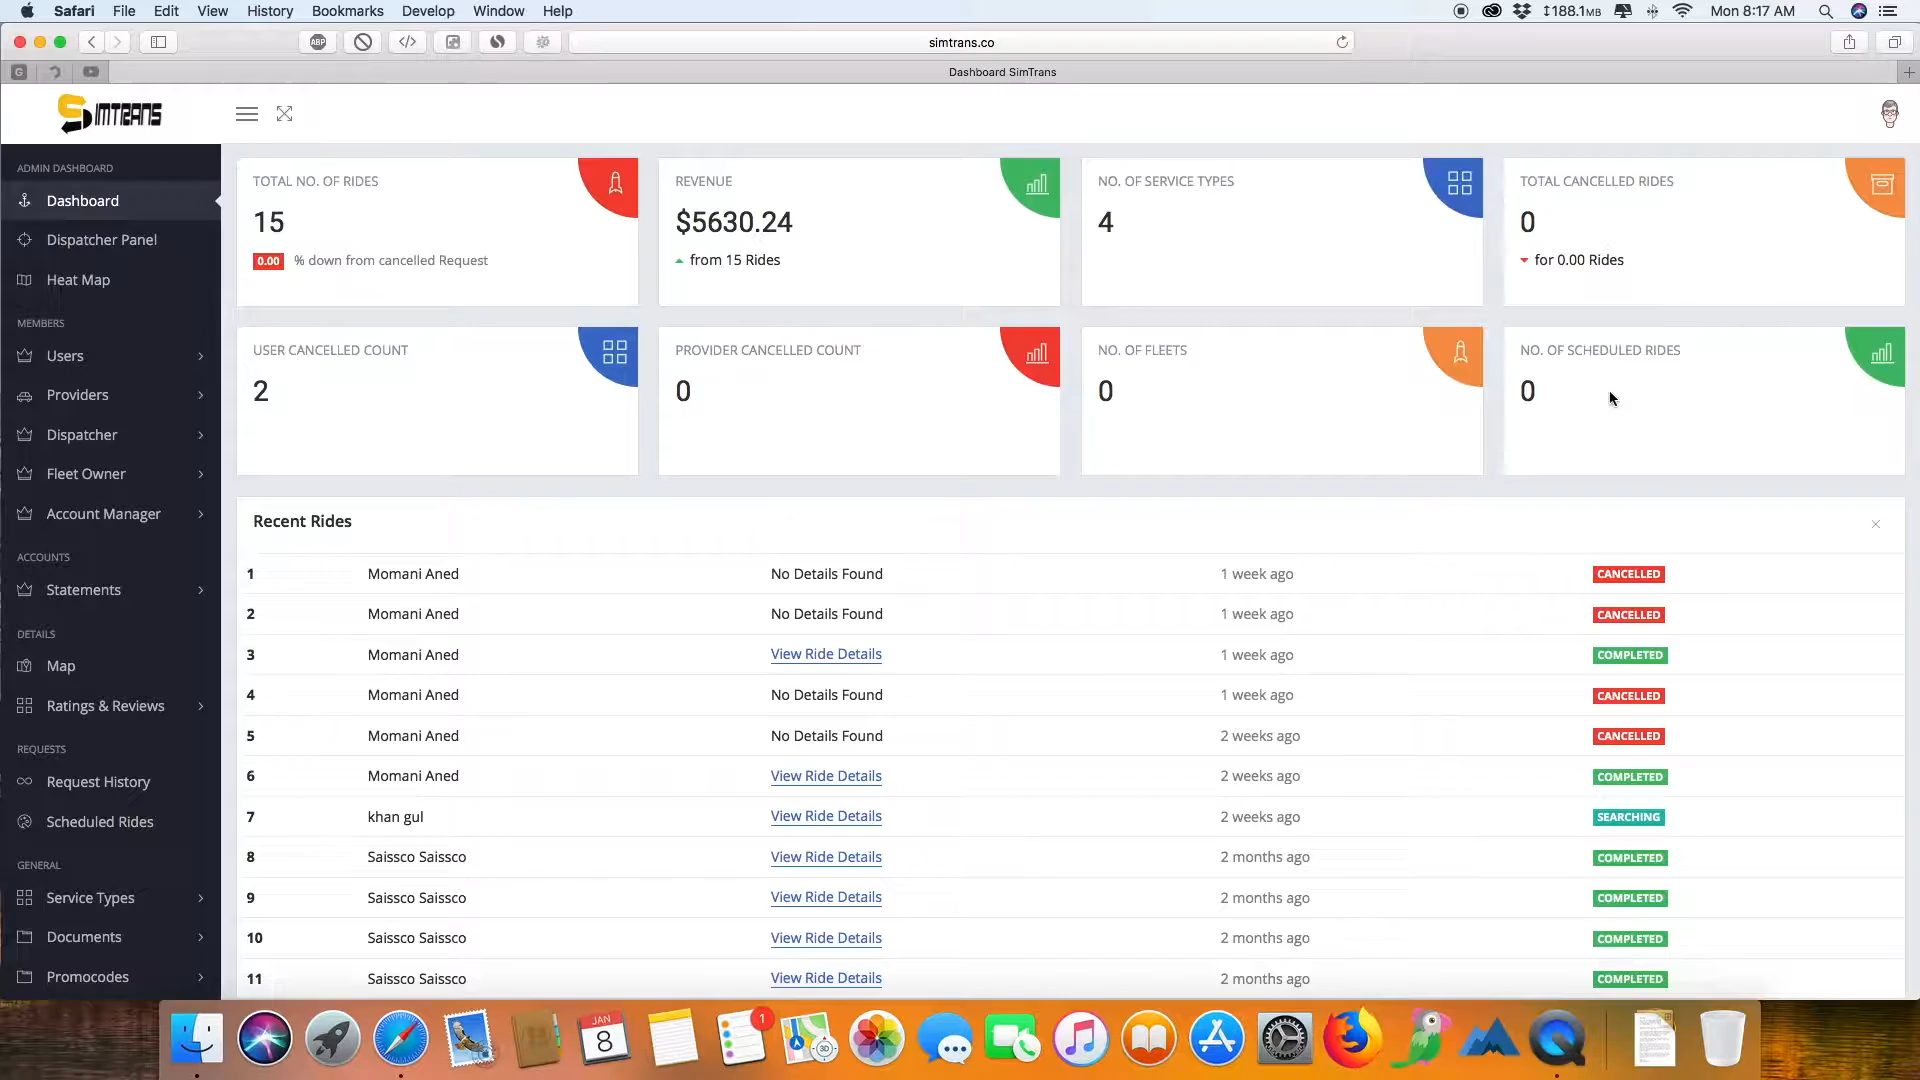 Safari File Edit View History Bookmarks Develop Window Help 188.1MB Mon 8:17 AM
ABP simtrans.co
G Dashboard SimTrans
SIMTRANS
ADMIN DASHBOARD
Dashboard
Dispatcher Panel
Heat Map
MEMBERS
Users
Providers
Dispatcher
Fleet Owner
Account Manager
ACCOUNTS
Statements
DETAILS
Map
Ratings & Reviews
REQUESTS
Request History
Scheduled Rides
GENERAL
Service Types
Documents
Promocodes
TOTAL NO. OF RIDES
15
0.00 % down from cancelled Request
REVENUE
$5630.24
from 15 Rides
NO. OF SERVICE TYPES
4
TOTAL CANCELLED RIDES
0
for 0.00 Rides
USER CANCELLED COUNT
2
PROVIDER CANCELLED COUNT
0
NO. OF FLEETS
0
NO. OF SCHEDULED RIDES
0
Recent Rides
1 Momani Aned No Details Found 1 week ago CANCELLED
2 Momani Aned No Details Found 1 week ago CANCELLED
3 Momani Aned View Ride Details 1 week ago COMPLETED
4 Momani Aned No Details Found 1 week ago CANCELLED
5 Momani Aned No Details Found 2 weeks ago CANCELLED
6 Momani Aned View Ride Details 2 weeks ago COMPLETED
7 khan gul View Ride Details 2 weeks ago SEARCHING
8 Saissco Saissco View Ride Details 2 months ago COMPLETED
9 Saissco Saissco View Ride Details 2 months ago COMPLETED
10 Saissco Saissco View Ride Details 2 months ago COMPLETED
11 Saissco Saissco View Ride Details 2 months ago COMPLETED
JAN
8
1
3D